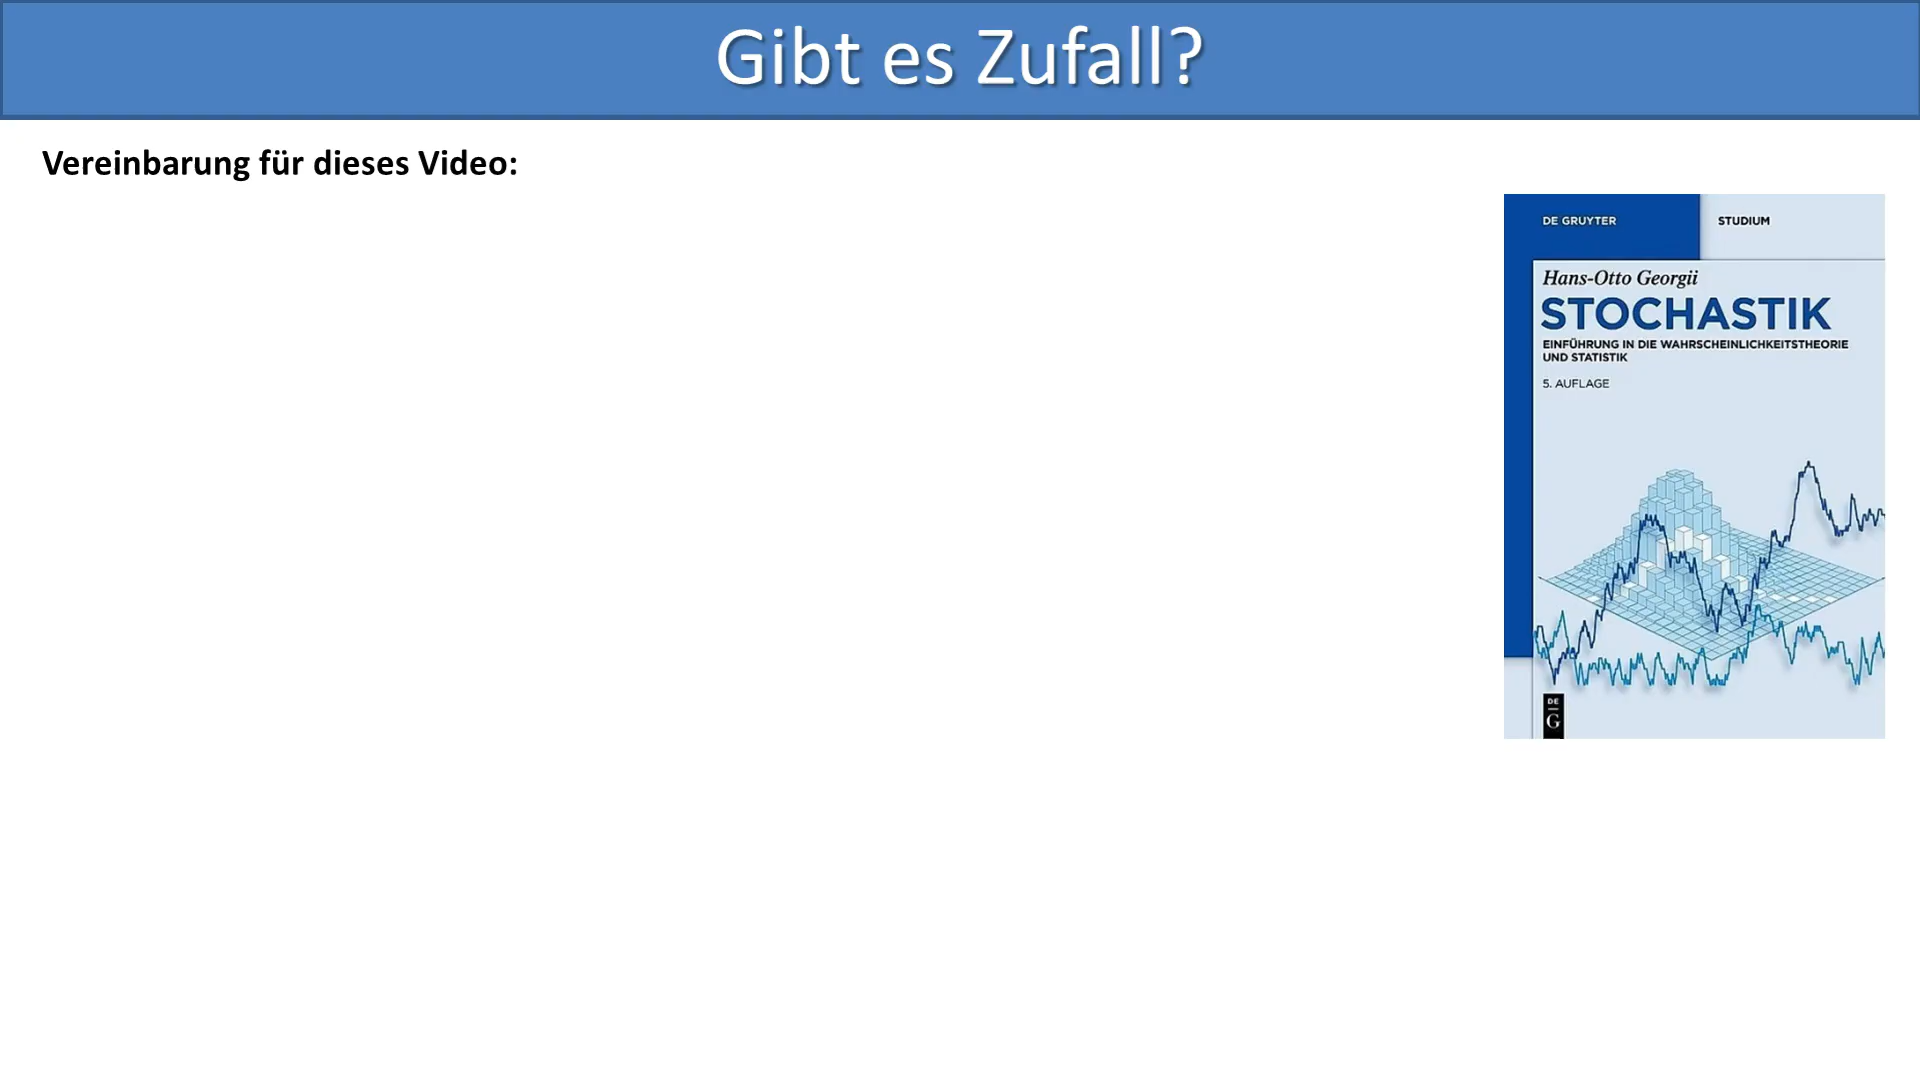 Gibt es Zufall?
Vereinbarung für dieses Video:
DE GRUYTER
STUDIUM
Hans-Otto Georgii
STOCHASTIK
EINFÜHRUNG IN DIE WAHRSCHEINLICHKEITSTHEORIE
UND STATISTIK
5. AUFLAGE
DE
G